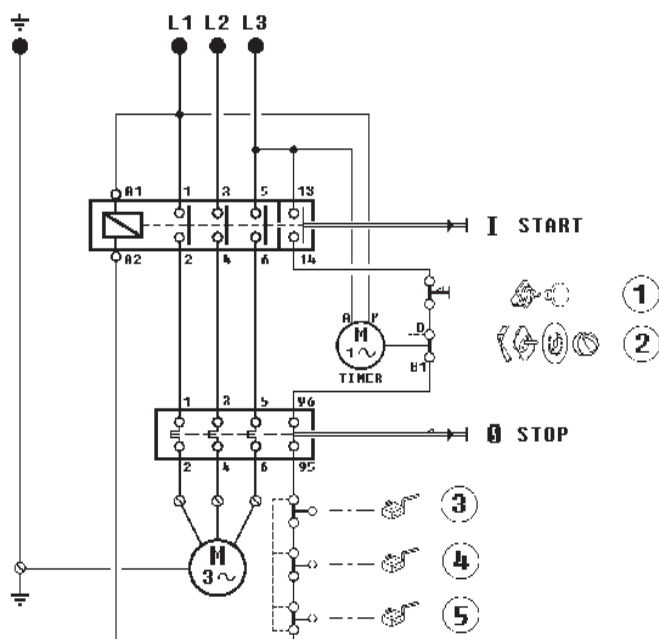 L1 L2 L3
A1 1 3 5 13
I START
A2 2 4 6 14
1
A P D
M
1~
2
TIMER B1
1 3 5 96
0 STOP
2 4 6 95
3
M
3~
4
5